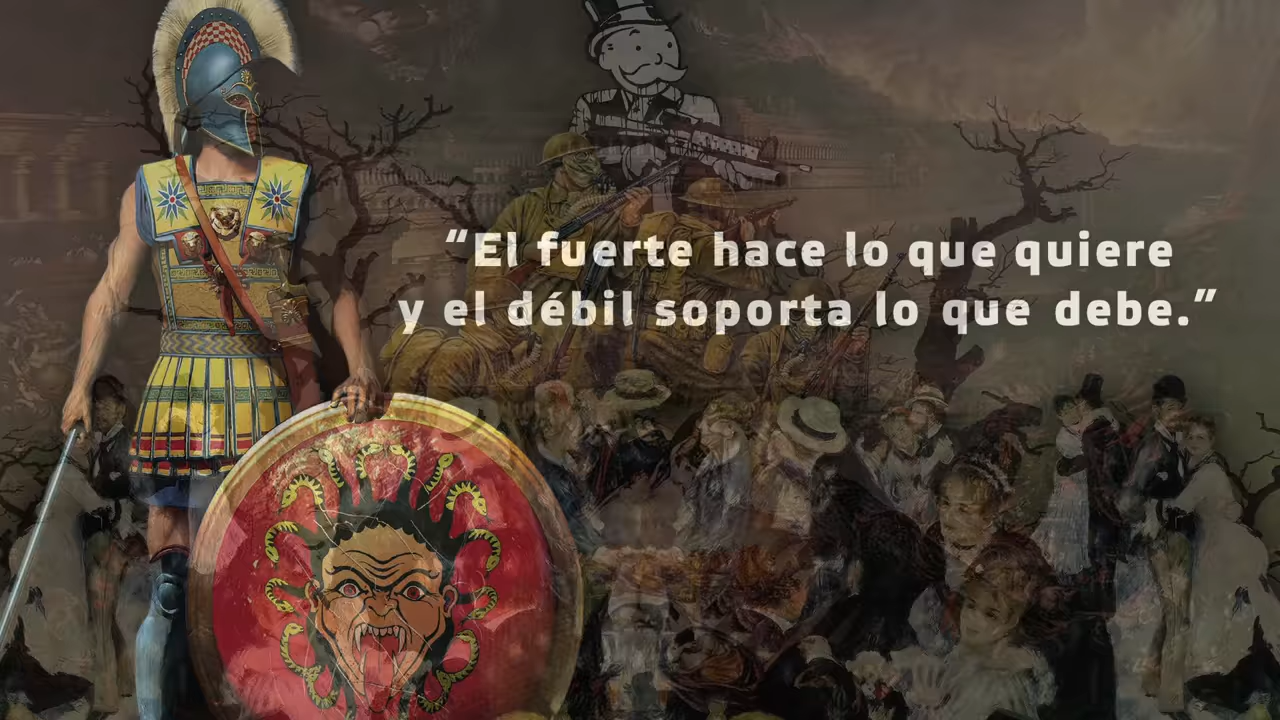 “El fuerte hace lo que quiere
y el débil soporta lo que debe.”